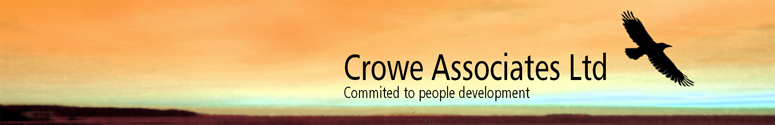 Crowe Associates Ltd
Commited to people development